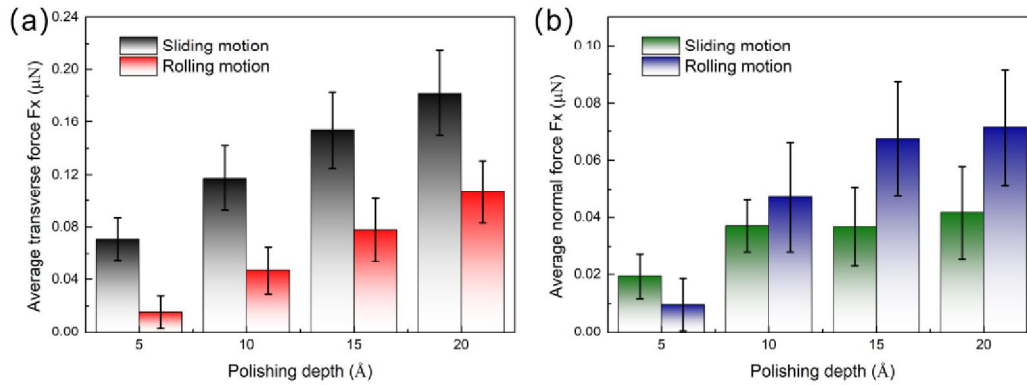 (a)
0.24
0.20
0.16
0.12
0.08
0.04
0.00
Average transverse force Fx (μN)
Sliding motion
Rolling motion
5 10 15 20
Polishing depth (Å)
(b)
0.10
0.08
0.06
0.04
0.02
0.00
Average normal force Fx (μN)
Sliding motion
Rolling motion
5 10 15 20
Polishing depth (Å)